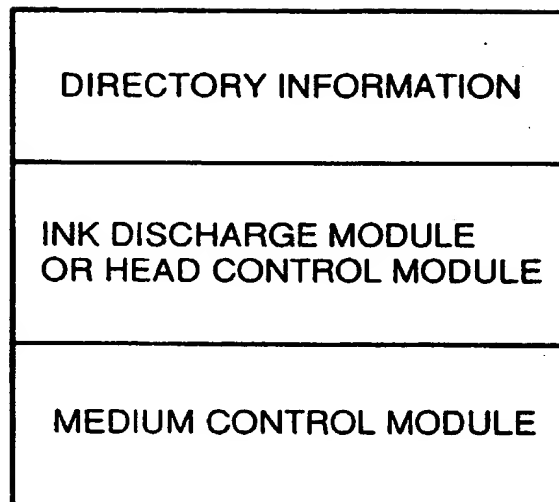 DIRECTORY INFORMATION
INK DISCHARGE MODULE
OR HEAD CONTROL MODULE
MEDIUM CONTROL MODULE